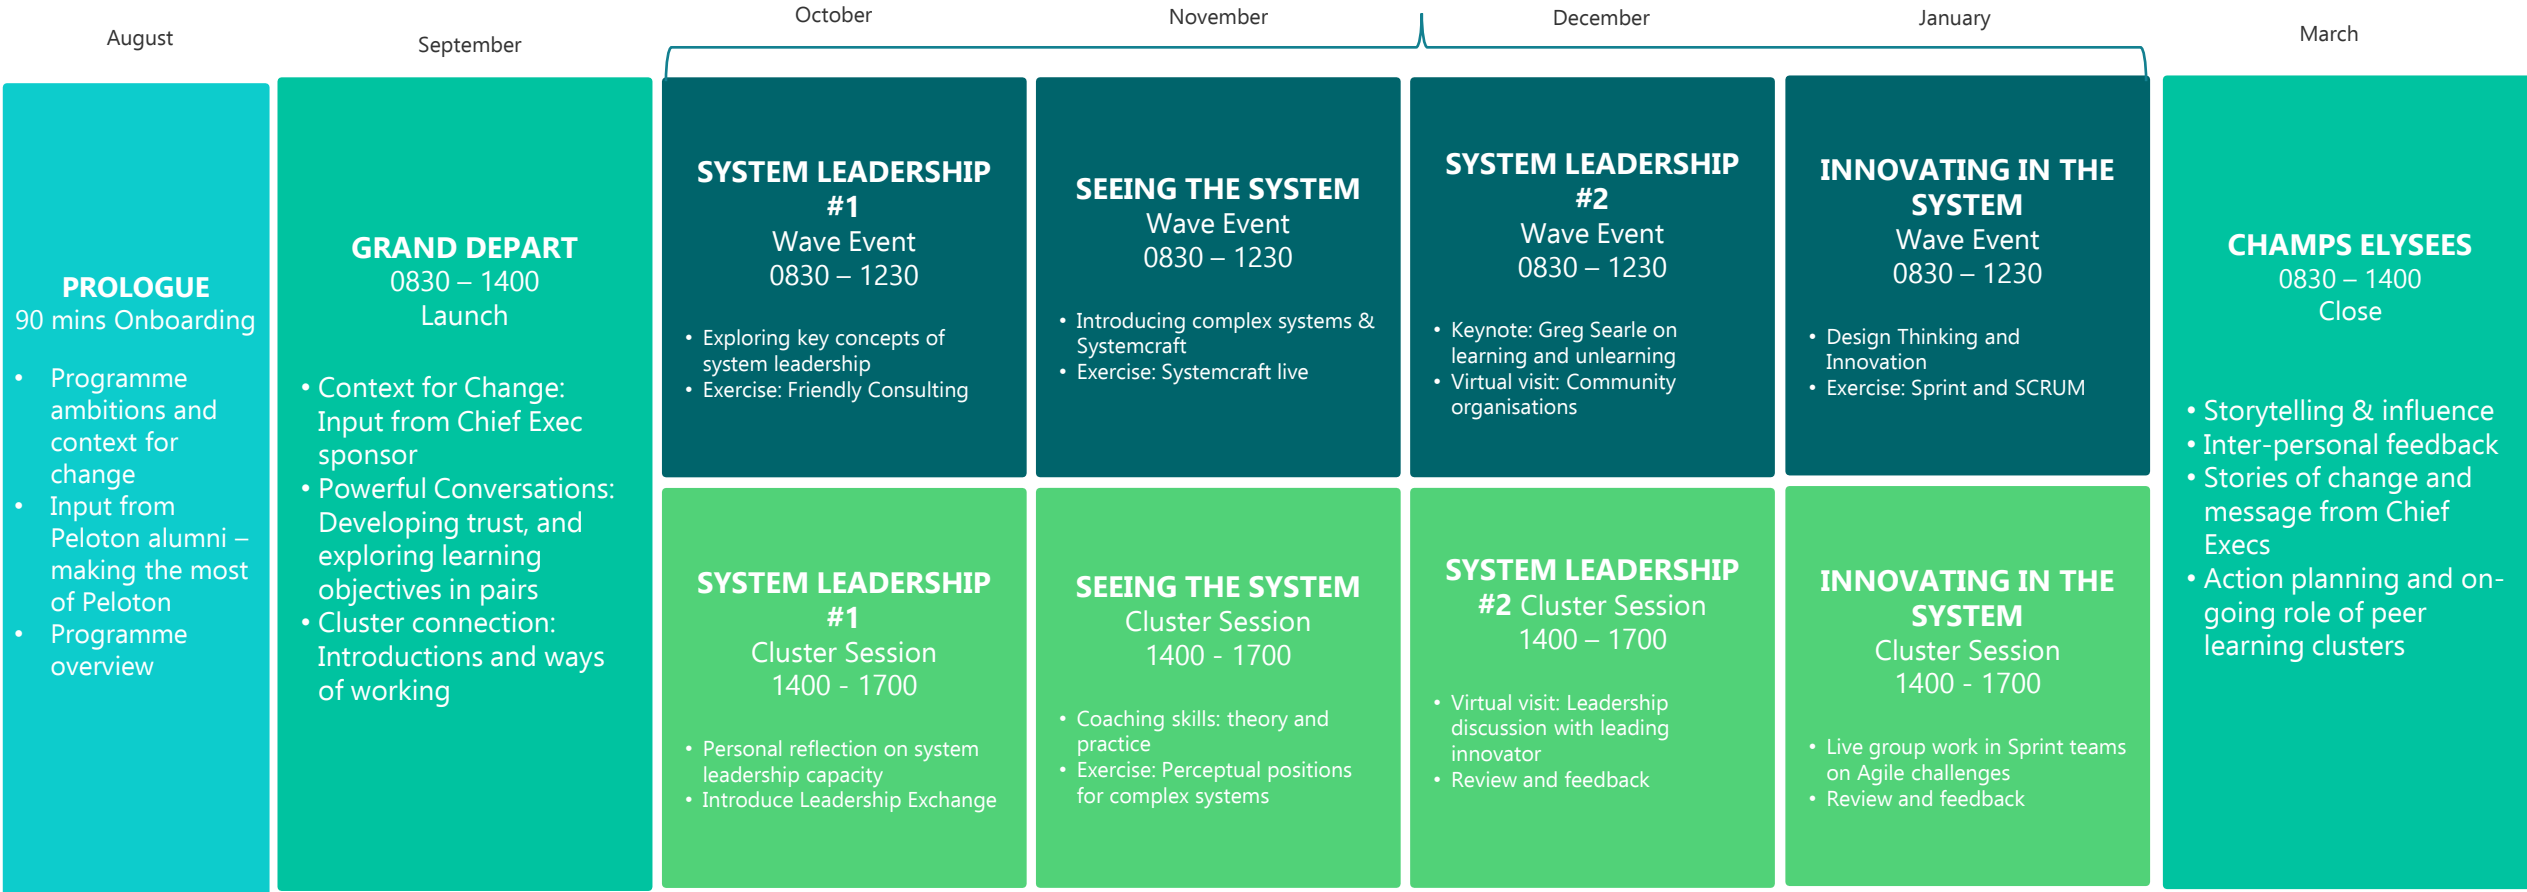 August
September
October
November
December
January
March
PROLOGUE
90 mins Onboarding
• Programme
ambitions and
context for
change
• Input from
Peloton alumni –
making the most
of Peloton
• Programme
overview
GRAND DEPART
0830 – 1400
Launch
• Context for Change:
Input from Chief Exec
sponsor
• Powerful Conversations:
Developing trust, and
exploring learning
objectives in pairs
• Cluster connection:
Introductions and ways
of working
SYSTEM LEADERSHIP
#1
Wave Event
0830 – 1230
• Exploring key concepts of
system leadership
• Exercise: Friendly Consulting
SYSTEM LEADERSHIP
#1
Cluster Session
1400 - 1700
• Personal reflection on system
leadership capacity
• Introduce Leadership Exchange
SEEING THE SYSTEM
Wave Event
0830 – 1230
• Introducing complex systems &
Systemcraft
• Exercise: Systemcraft live
SEEING THE SYSTEM
Cluster Session
1400 - 1700
• Coaching skills: theory and
practice
• Exercise: Perceptual positions
for complex systems
SYSTEM LEADERSHIP
#2
Wave Event
0830 – 1230
• Keynote: Greg Searle on
learning and unlearning
• Virtual visit: Community
organisations
SYSTEM LEADERSHIP
#2 Cluster Session
1400 – 1700
• Virtual visit: Leadership
discussion with leading
innovator
• Review and feedback
INNOVATING IN THE
SYSTEM
Wave Event
0830 – 1230
• Design Thinking and
Innovation
• Exercise: Sprint and SCRUM
INNOVATING IN THE
SYSTEM
Cluster Session
1400 - 1700
• Live group work in Sprint teams
on Agile challenges
• Review and feedback
CHAMPS ELYSEES
0830 – 1400
Close
• Storytelling & influence
• Inter-personal feedback
• Stories of change and
message from Chief
Execs
• Action planning and on-
going role of peer
learning clusters